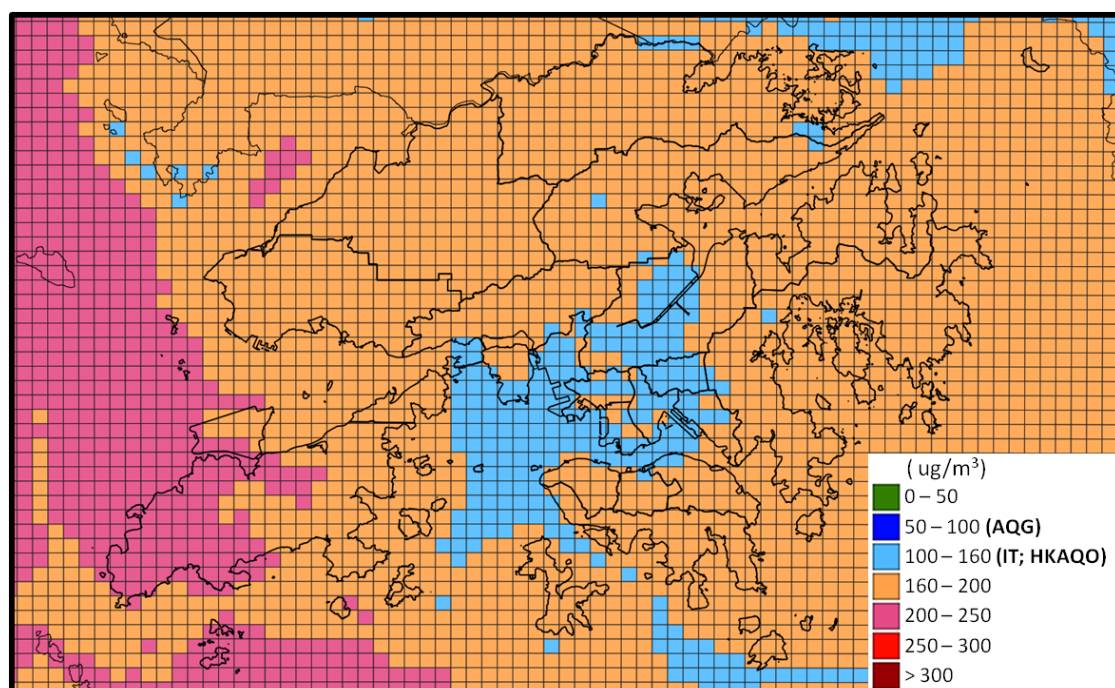 ( ug/m³)
0 – 50
50 – 100 (AQG)
100 – 160 (IT; HKAQO)
160 – 200
200 – 250
250 – 300
> 300